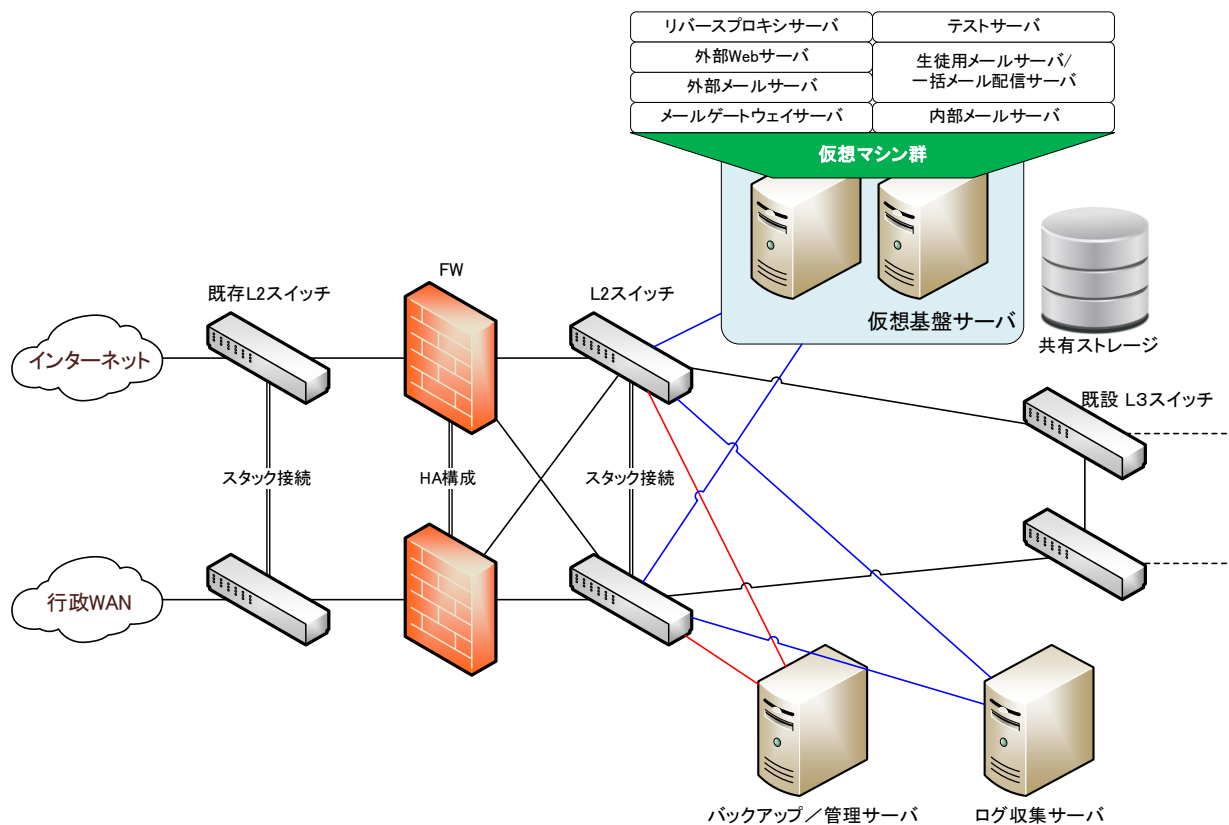 リバースプロキシサーバ
テストサーバ
外部Webサーバ
生徒用メールサーバ/
一括メール配信サーバ
外部メールサーバ
メールゲートウェイサーバ
内部メールサーバ
仮想マシン群
仮想基盤サーバ
共有ストレージ
FW
既存L2スイッチ
L2スイッチ
インターネット
既設 L3スイッチ
スタック接続
HA構成
スタック接続
行政WAN
バックアップ／管理サーバ
ログ収集サーバ